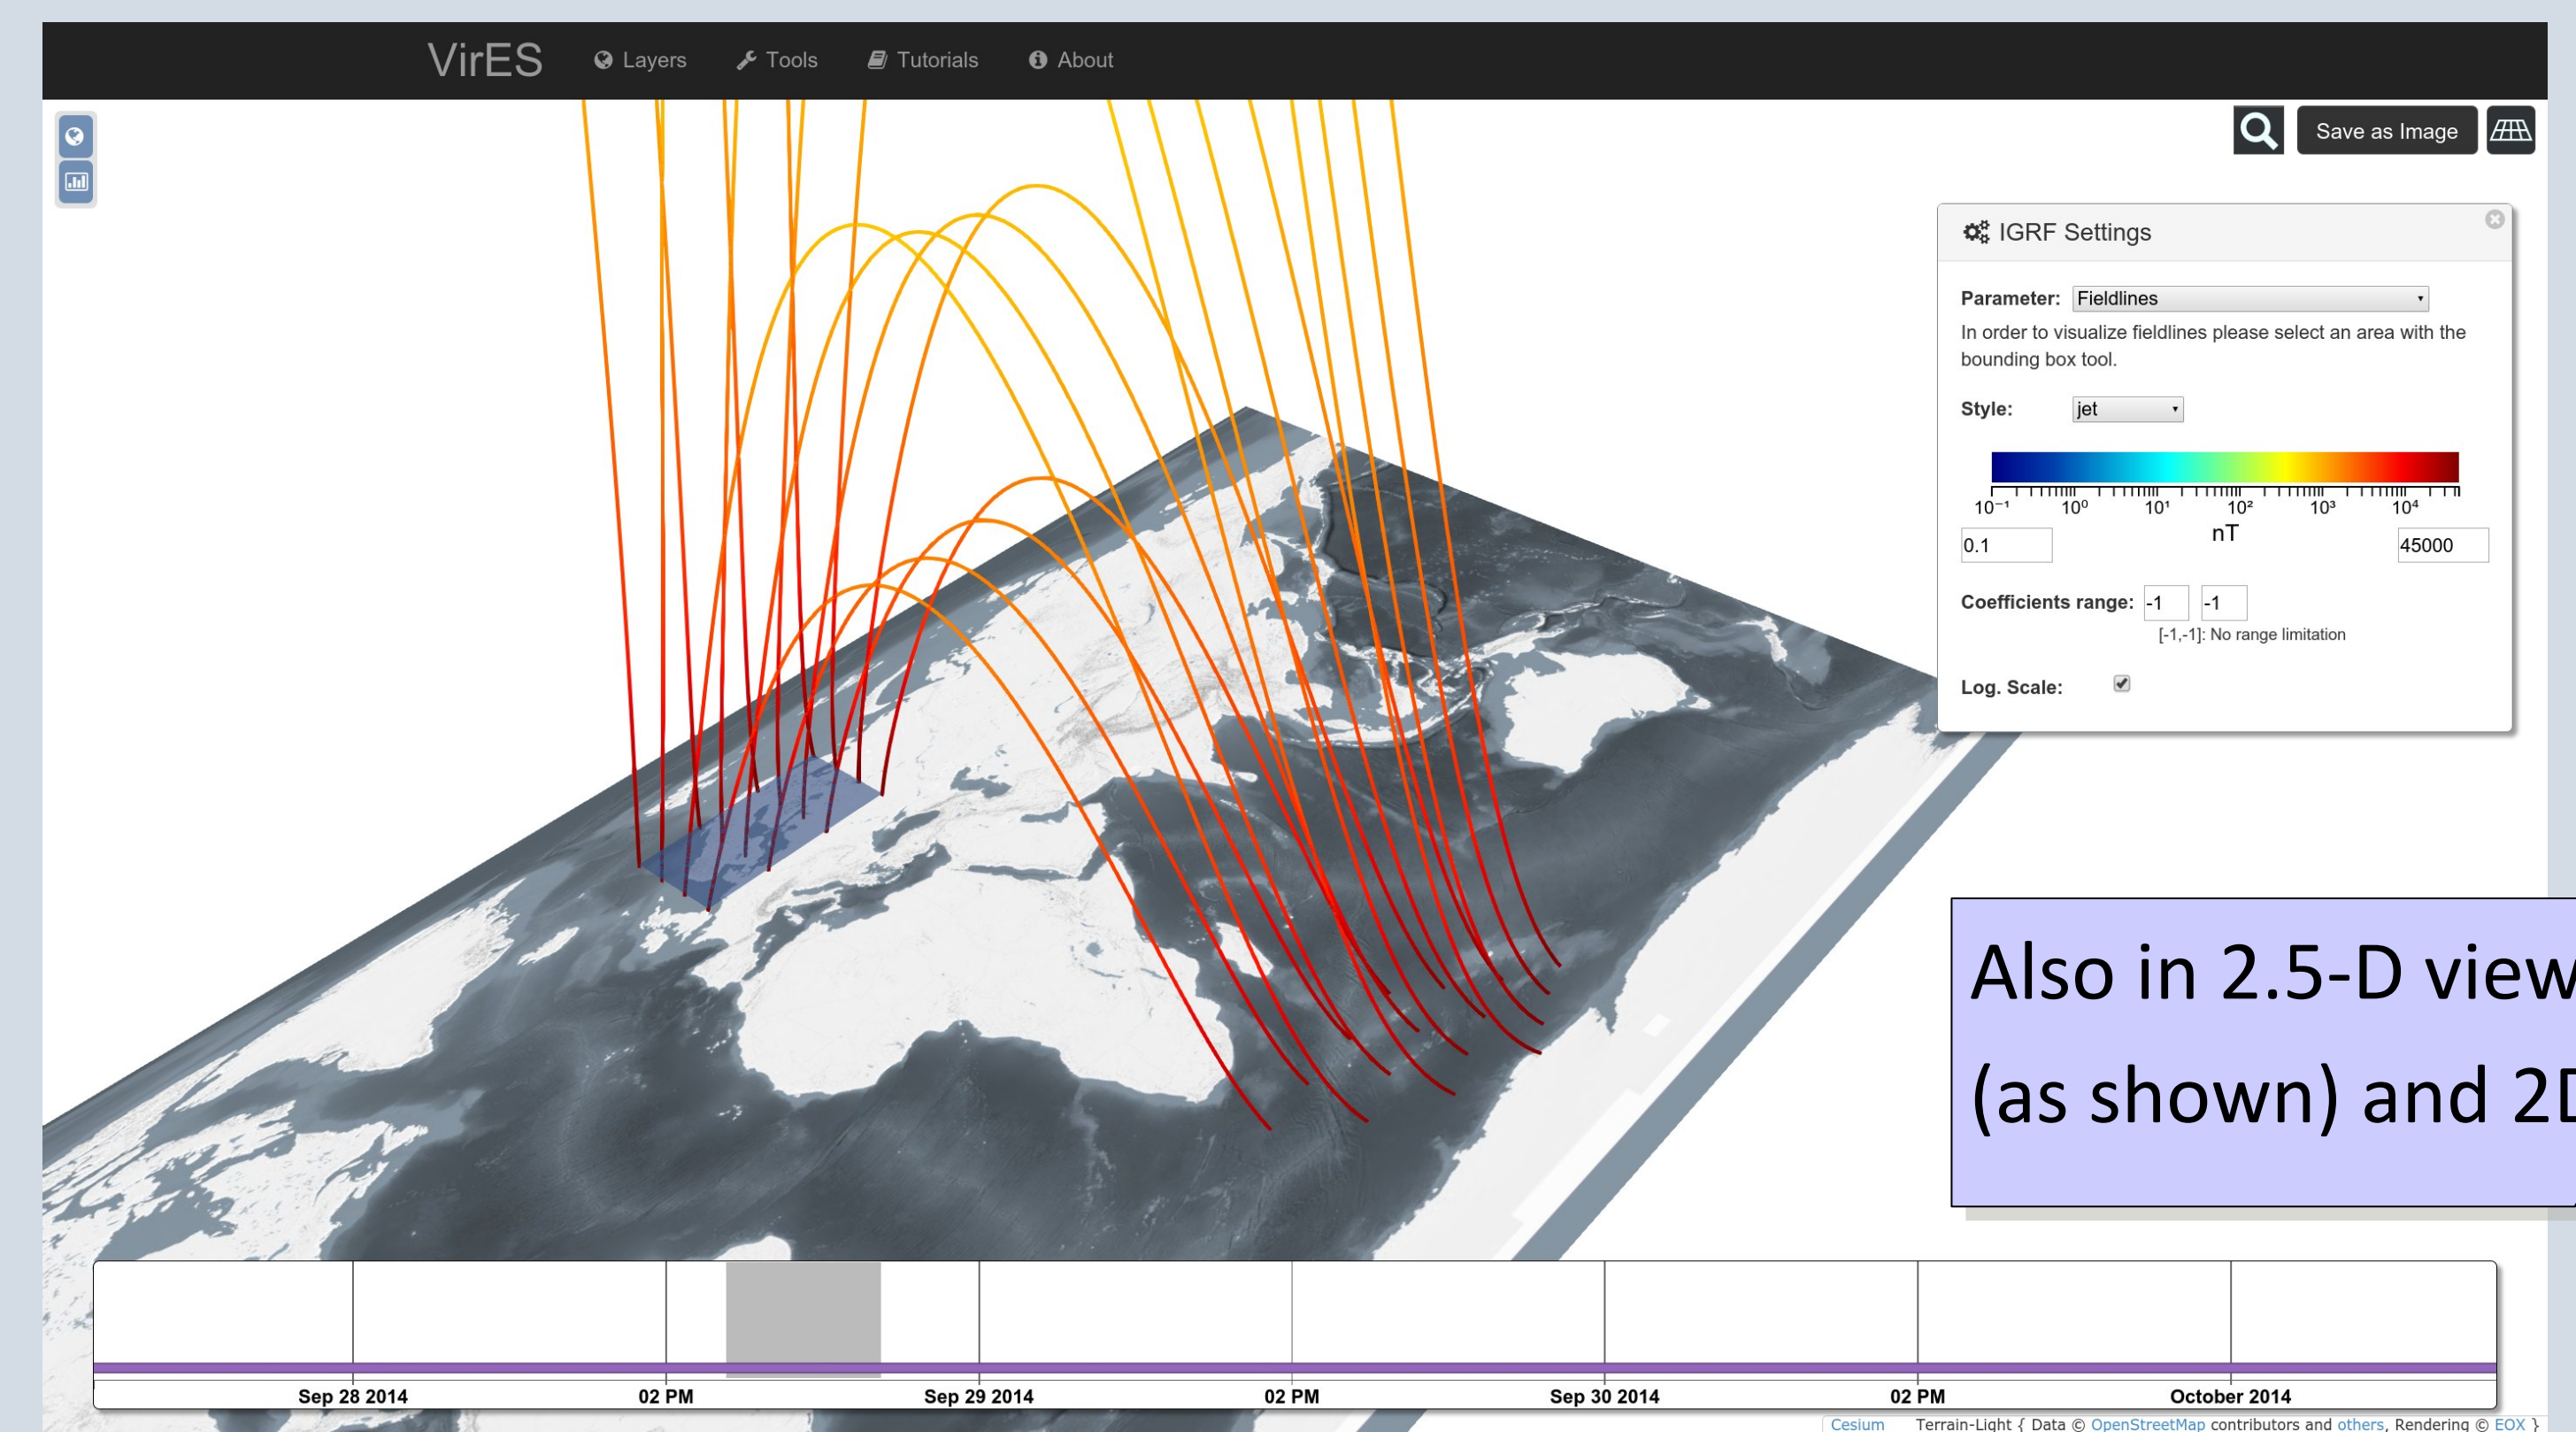 VirES Layers Tools Tutorials About
Save as Image
IGRF Settings
Parameter: Fieldlines
In order to visualize fieldlines please select an area with the
bounding box tool.
Style: jet
10⁻¹ 10⁰ 10¹ 10² 10³ 10⁴
nT
0.1 45000
Coefficients range: -1 -1
[-1,-1]: No range limitation
Log. Scale:
Also in 2.5-D view
(as shown) and 2D
Sep 28 2014 02 PM Sep 29 2014 02 PM Sep 30 2014 02 PM October 2014
Cesium Terrain-Light { Data © OpenStreetMap contributors and others, Rendering © EOX }